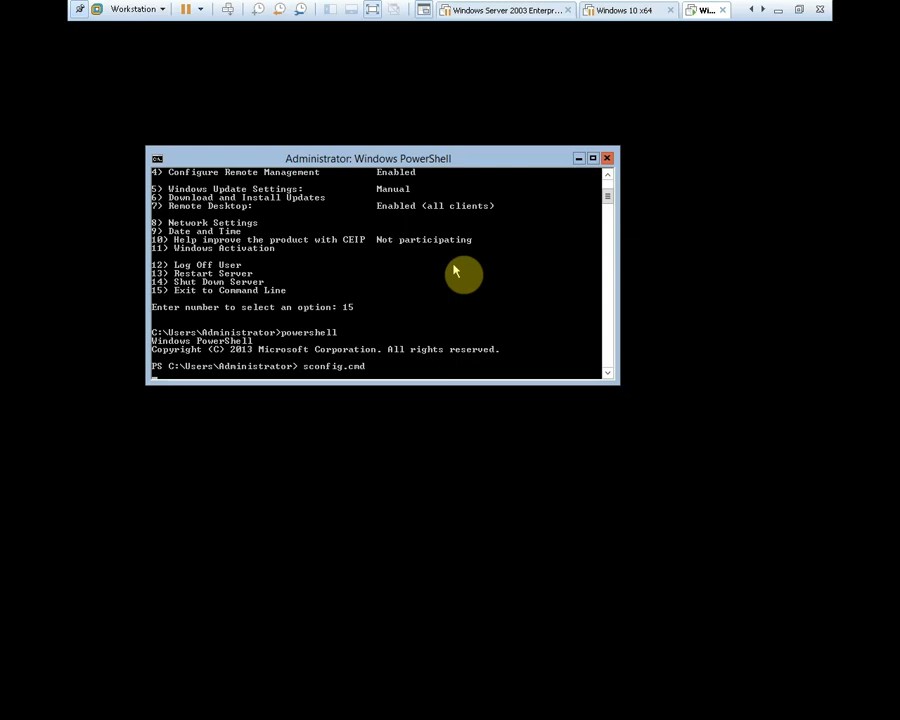 Workstation
Windows Server 2003 Enterpr...
Windows 10 x64
Wi...
Administrator: Windows PowerShell
4) Configure Remote Management Enabled
5) Windows Update Settings: Manual
6) Download and Install Updates
7) Remote Desktop: Enabled (all clients)
8) Network Settings
9) Date and Time
10) Help improve the product with CEIP Not participating
11) Windows Activation
12) Log Off User
13) Restart Server
14) Shut Down Server
15) Exit to Command Line
Enter number to select an option: 15
C:\Users\Administrator>powershell
Windows PowerShell
Copyright (C) 2013 Microsoft Corporation. All rights reserved.
PS C:\Users\Administrator> sconfig.cmd